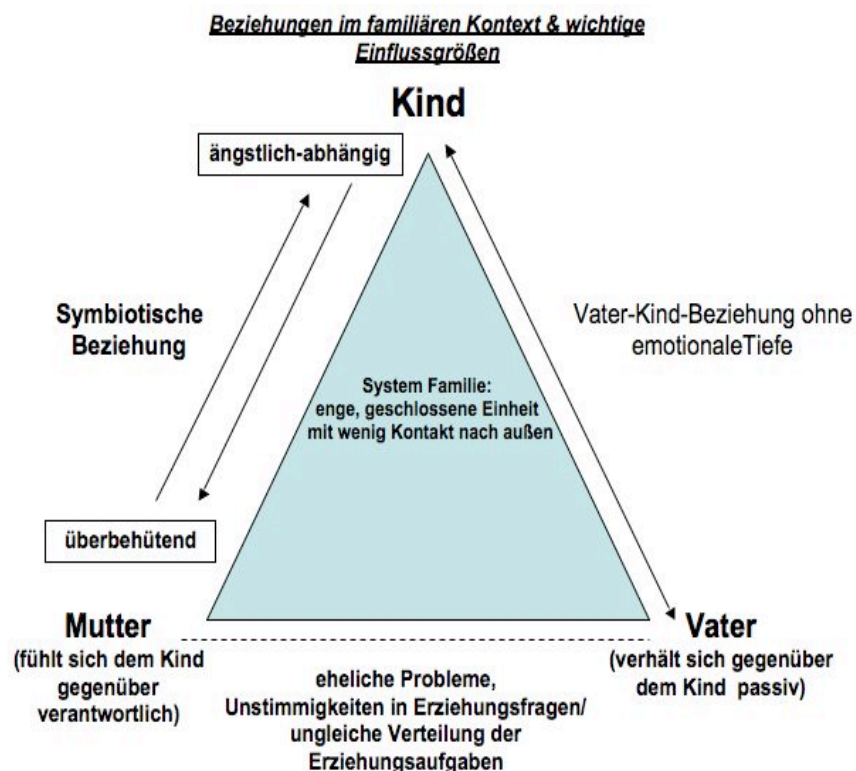 Beziehungen im familiären Kontext & wichtige
Einflussgrößen
Kind
ängstlich-abhängig
Symbiotische
Beziehung
Vater-Kind-Beziehung ohne
emotionaleTiefe
System Familie:
enge, geschlossene Einheit
mit wenig Kontakt nach außen
überbehütend
Mutter
(fühlt sich dem Kind
gegenüber
verantwortlich)
Vater
(verhält sich gegenüber
dem Kind passiv)
eheliche Probleme,
Unstimmigkeiten in Erziehungsfragen/
ungleiche Verteilung der
Erziehungsaufgaben